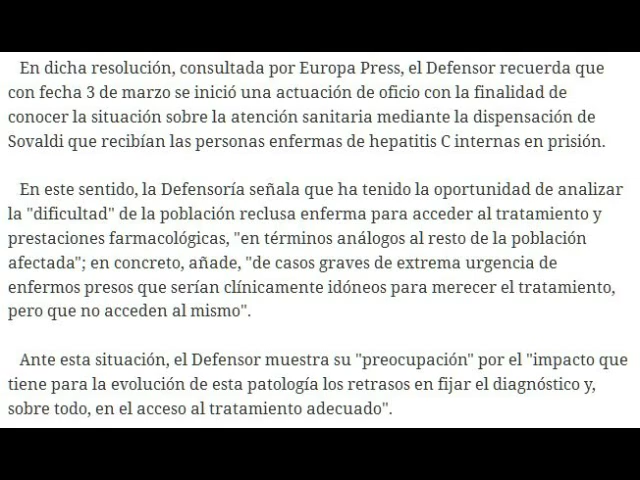 En dicha resolución, consultada por Europa Press, el Defensor recuerda que
con fecha 3 de marzo se inició una actuación de oficio con la finalidad de
conocer la situación sobre la atención sanitaria mediante la dispensación de
Sovaldi que recibían las personas enfermas de hepatitis C internas en prisión.
En este sentido, la Defensoría señala que ha tenido la oportunidad de analizar
la "dificultad" de la población reclusa enferma para acceder al tratamiento y
prestaciones farmacológicas, "en términos análogos al resto de la población
afectada"; en concreto, añade, "de casos graves de extrema urgencia de
enfermos presos que serían clínicamente idóneos para merecer el tratamiento,
pero que no acceden al mismo".
Ante esta situación, el Defensor muestra su "preocupación" por el "impacto que
tiene para la evolución de esta patología los retrasos en fijar el diagnóstico y,
sobre todo, en el acceso al tratamiento adecuado".